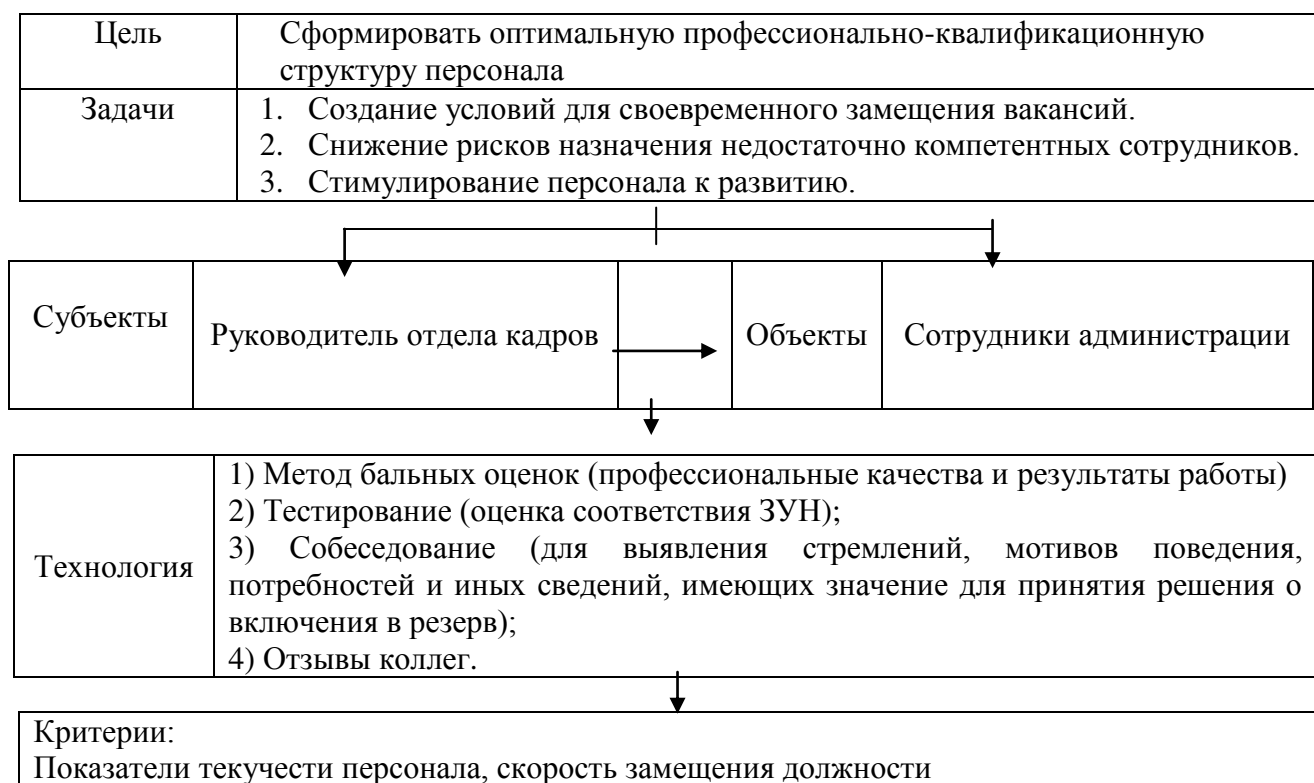 Цель
Сформировать оптимальную профессионально-квалификационную
структуру персонала
Задачи
1. Создание условий для своевременного замещения вакансий.
2. Снижение рисков назначения недостаточно компетентных сотрудников.
3. Стимулирование персонала к развитию.
Субъекты
Руководитель отдела кадров
Объекты
Сотрудники администрации
Технология
1) Метод бальных оценок (профессиональные качества и результаты работы)
2) Тестирование (оценка соответствия ЗУН);
3) Собеседование (для выявления стремлений, мотивов поведения,
потребностей и иных сведений, имеющих значение для принятия решения о
включения в резерв);
4) Отзывы коллег.
Критерии:
Показатели текучести персонала, скорость замещения должности